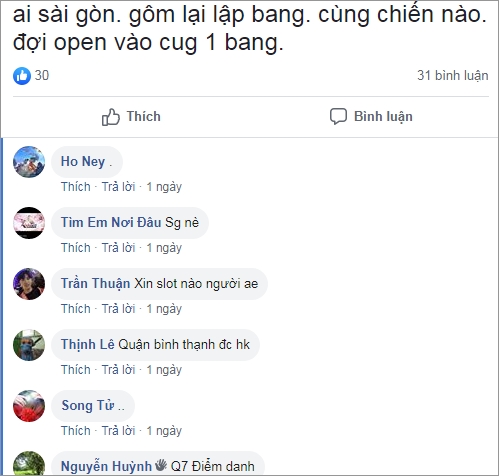 ai sài gòn. gôm lại lập bang. cùng chiến nào.
đợi open vào cug 1 bang.
30
31 bình luận
Thích
Bình luận
Ho Ney .
Thích · Trả lời · 1 ngày
Tìm Em Nơi Đâu Sg nè
Thích · Trả lời · 1 ngày
Trần Thuận Xin slot nào người ae
Thích · Trả lời · 1 ngày
Thịnh Lê Quận bình thạnh đc hk
Thích · Trả lời · 1 ngày
Song Tử ..
Thích · Trả lời · 1 ngày
Nguyễn Huỳnh Q7 Điểm danh